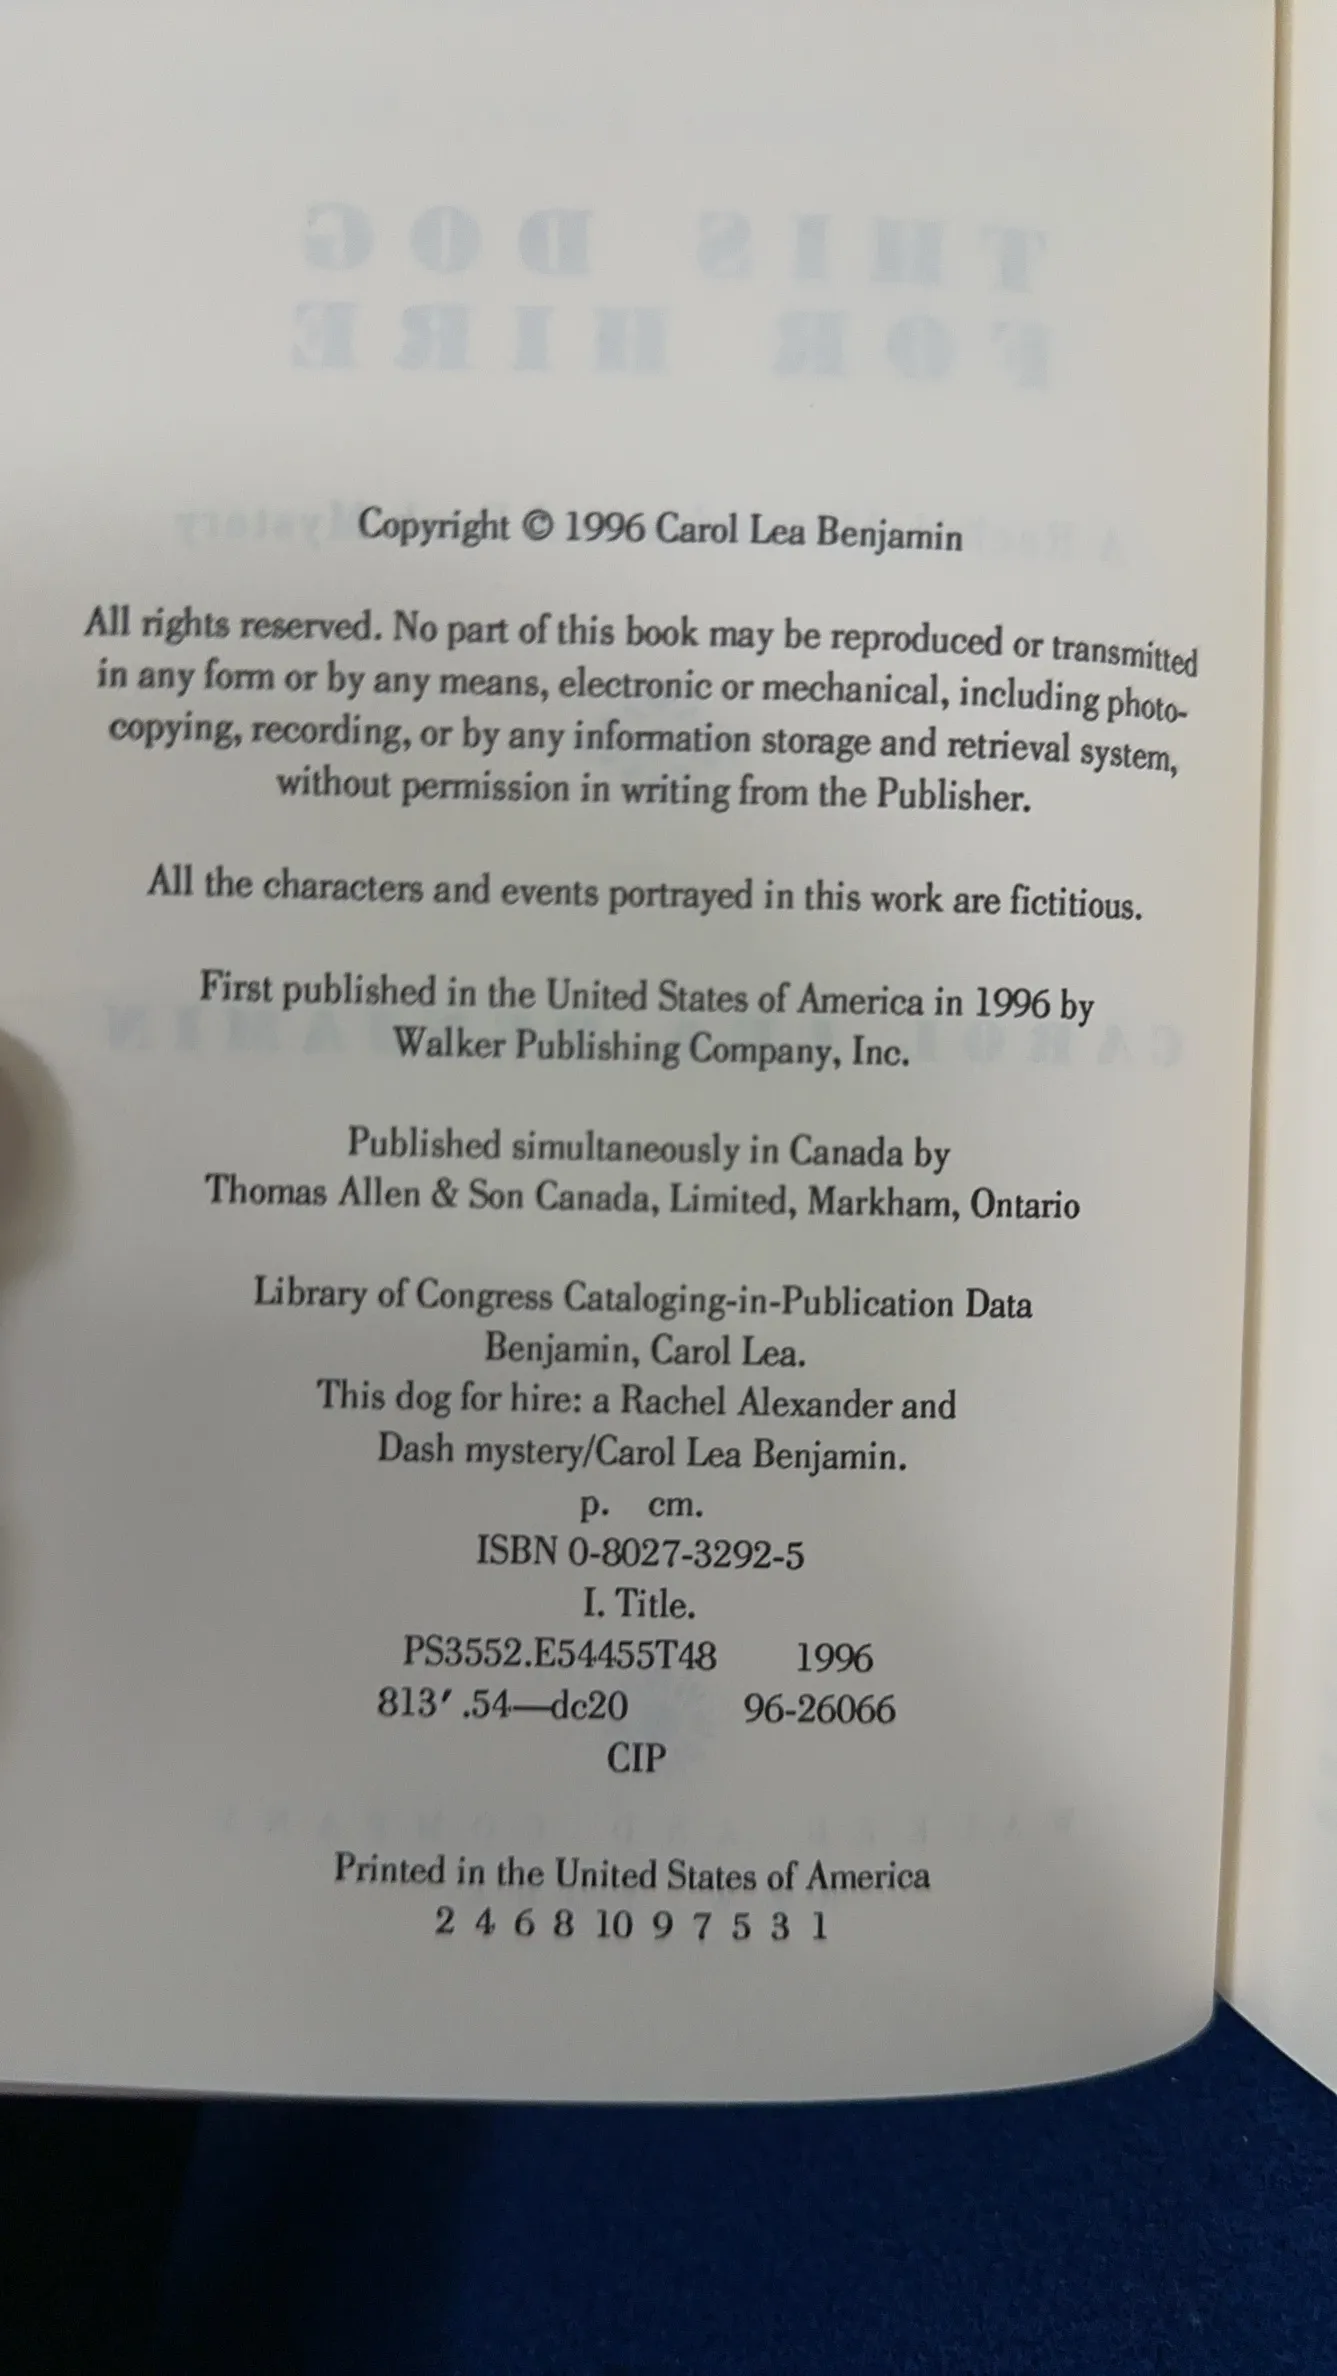 THIS DOG
FOR HIRE
Copyright © 1996 Carol Lea Benjamin
All rights reserved. No part of this book may be reproduced or transmitted
in any form or by any means, electronic or mechanical, including photo-
copying, recording, or by any information storage and retrieval system,
without permission in writing from the Publisher.
All the characters and events portrayed in this work are fictitious.
First published in the United States of America in 1996 by
Walker Publishing Company, Inc.
Published simultaneously in Canada by
Thomas Allen & Son Canada, Limited, Markham, Ontario
Library of Congress Cataloging-in-Publication Data
Benjamin, Carol Lea.
This dog for hire: a Rachel Alexander and
Dash mystery/Carol Lea Benjamin.
p. cm.
ISBN 0-8027-3292-5
I. Title.
PS3552.E54455T48 1996
813′.54—dc20 96-26066
CIP
Printed in the United States of America
2 4 6 8 10 9 7 5 3 1